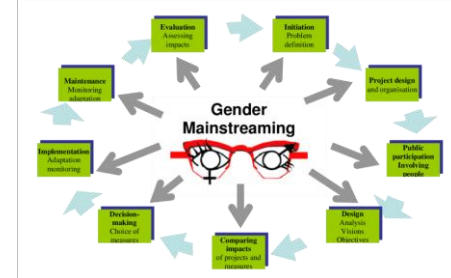 Evaluation
Assessing
impacts
Initiation
Problem
definition
Maintenance
Monitoring
adaptation
Project design
and organisation
Gender
Mainstreaming
Implementation
Adaptation
monitoring
Public
participation
Involving
people
Decision-
making
Choice of
measures
Design
Analysis
Visions
Objectives
Comparing
impacts
of projects and
measures